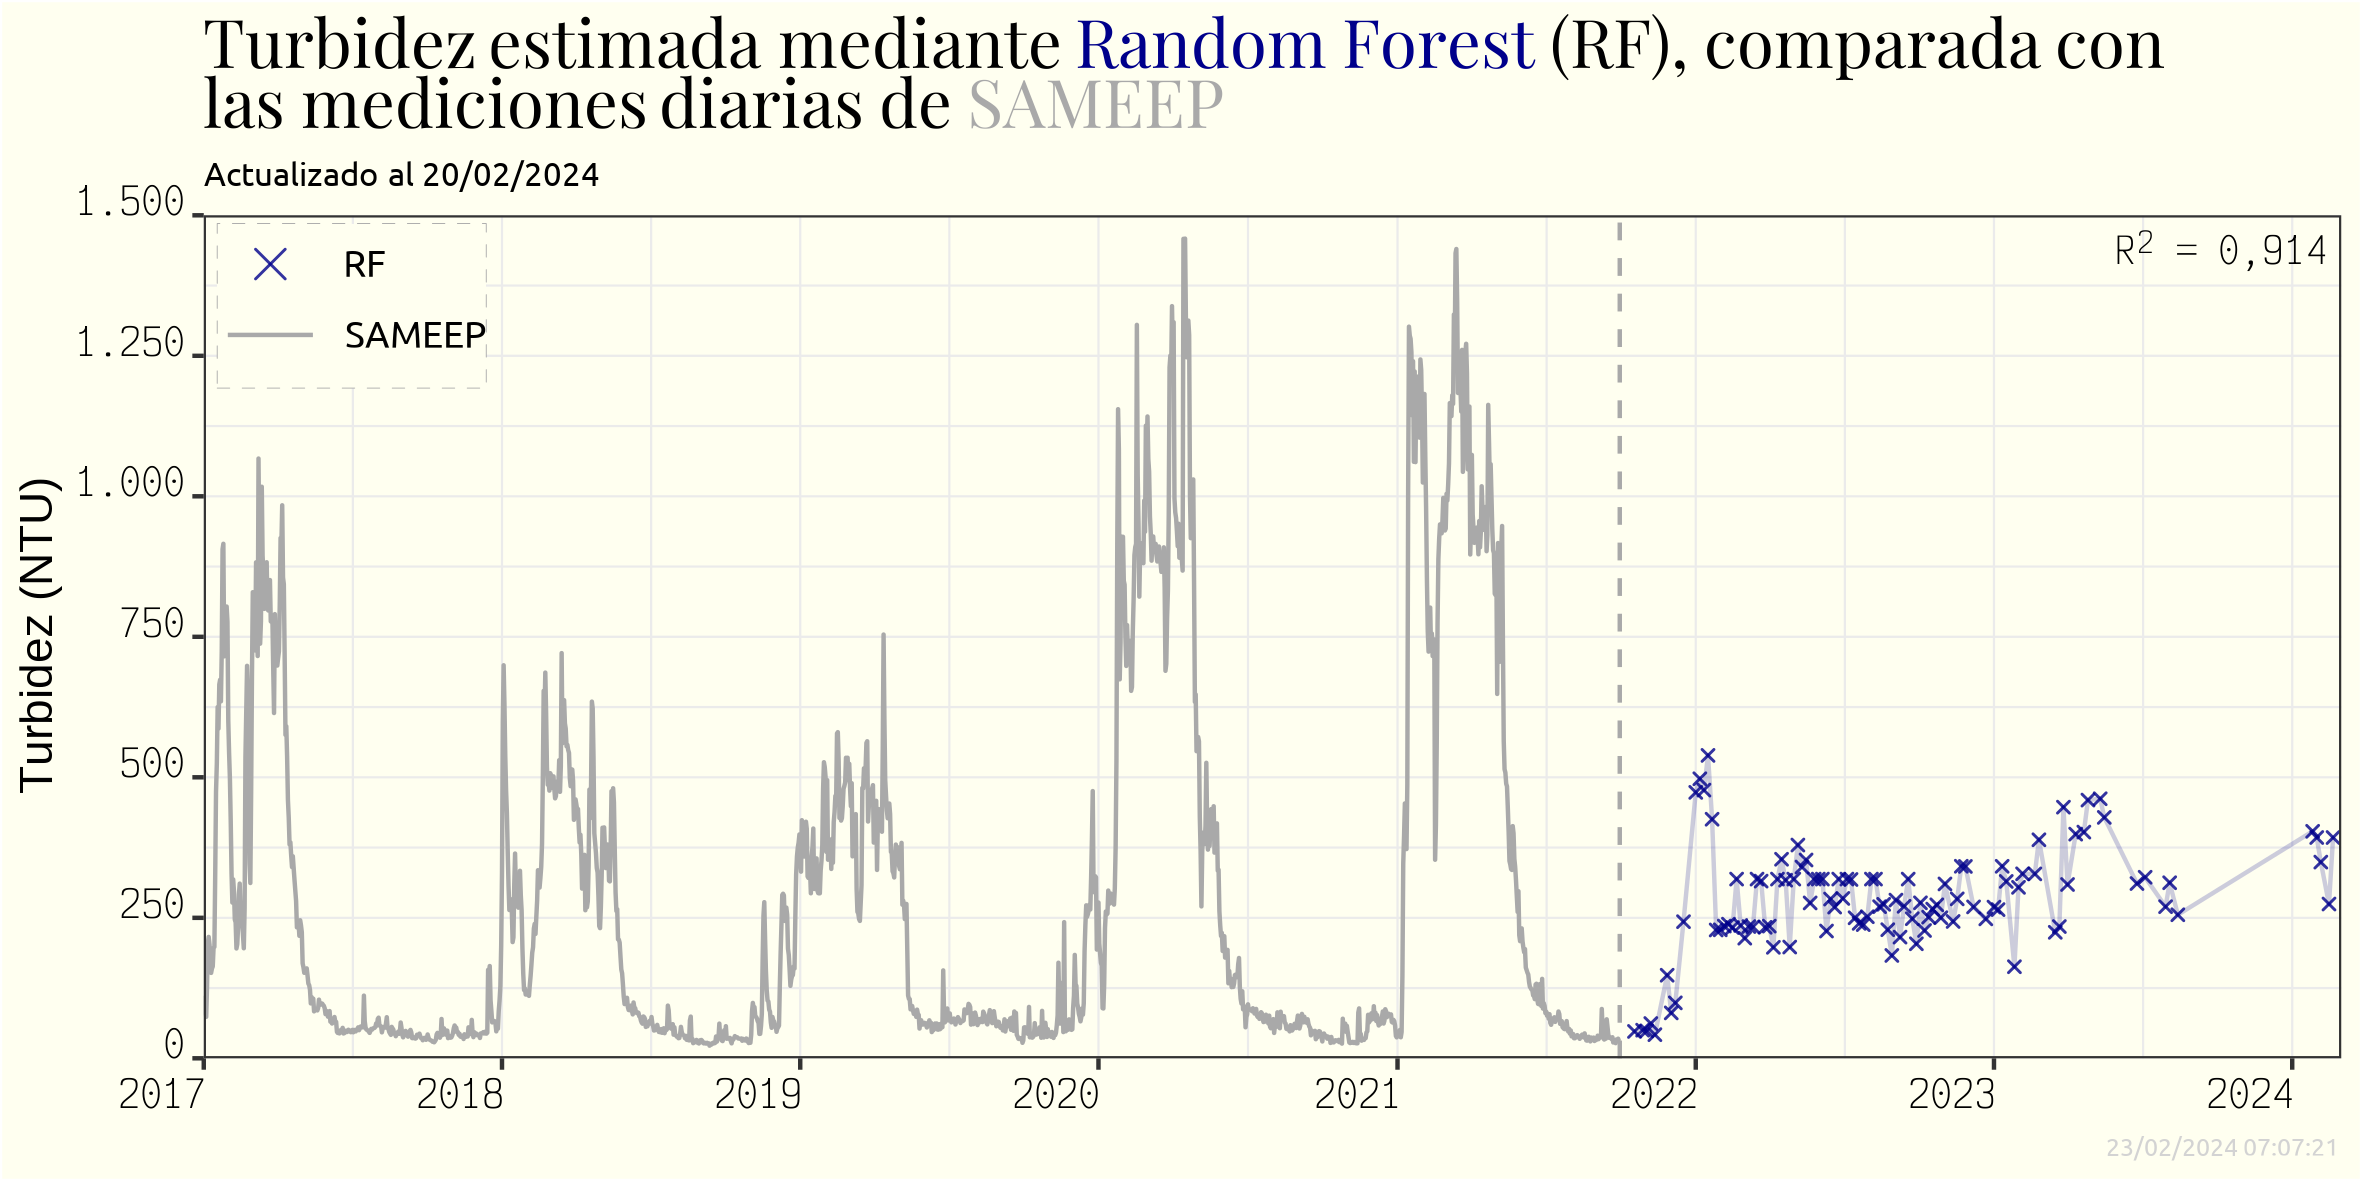 Turbidez estimada mediante Random Forest (RF), comparada con
las mediciones diarias de SAMEEP
Actualizado al 20/02/2024
Turbidez (NTU)
1.500
1.250
1.000
750
500
250
0
RF
SAMEEP
R² = 0,914
2017
2018
2019
2020
2021
2022
2023
2024
23/02/2024 07:07:21